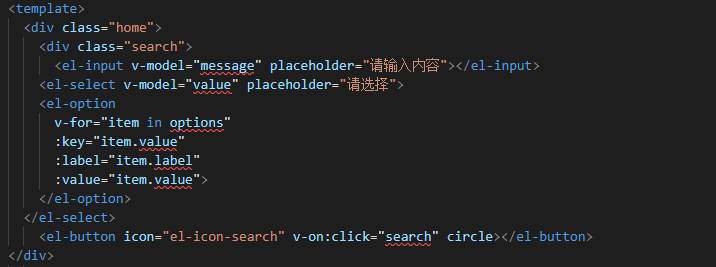 <template>
<div class="home">
<div class="search">
<el-input v-model="message" placeholder="请输入内容"></el-input>
<el-select v-model="value" placeholder="请选择">
<el-option
v-for="item in options"
:key="item.value"
:label="item.label"
:value="item.value">
</el-option>
</el-select>
<el-button icon="el-icon-search" v-on:click="search" circle></el-button>
</div>